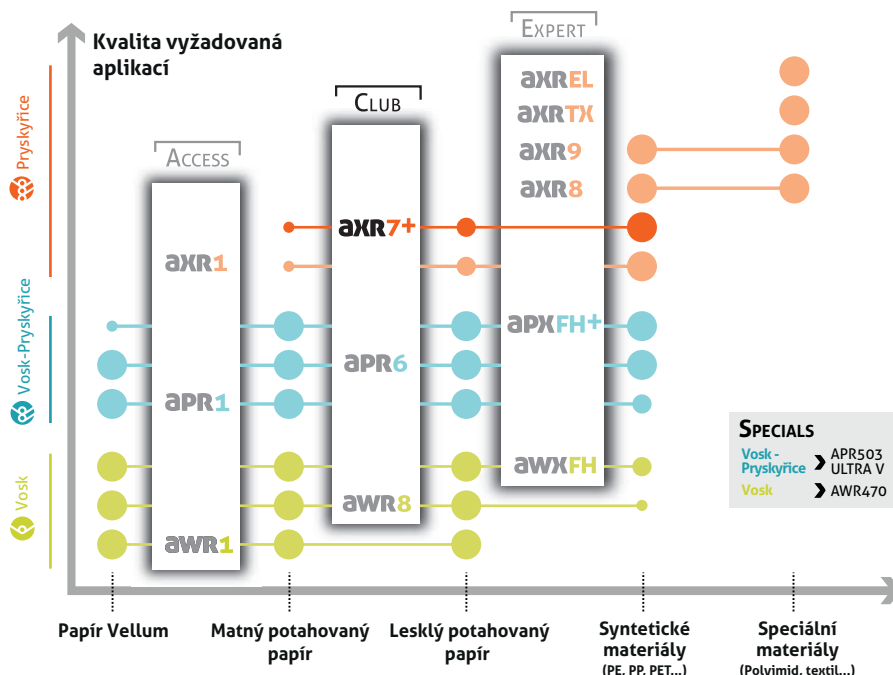 Kvalita vyžadovaná
aplikací
EXPERT
CLUB
ACCESS
Pryskyřice
Vosk-Pryskyřice
Vosk
aXREL
aXRTX
aXR9
aXR8
aXR7+
aXR1
aPXFH+
aPR6
aPR1
aWXFH
aWR8
aWR1
SPECIALS
Vosk -
Pryskyřice
APR503
ULTRA V
Vosk
AWR470
Papír Vellum
Matný potahovaný
papír
Lesklý potahovaný
papír
Syntetické
materiály
(PE, PP, PET...)
Speciální
materiály
(Polyimid, textil...)